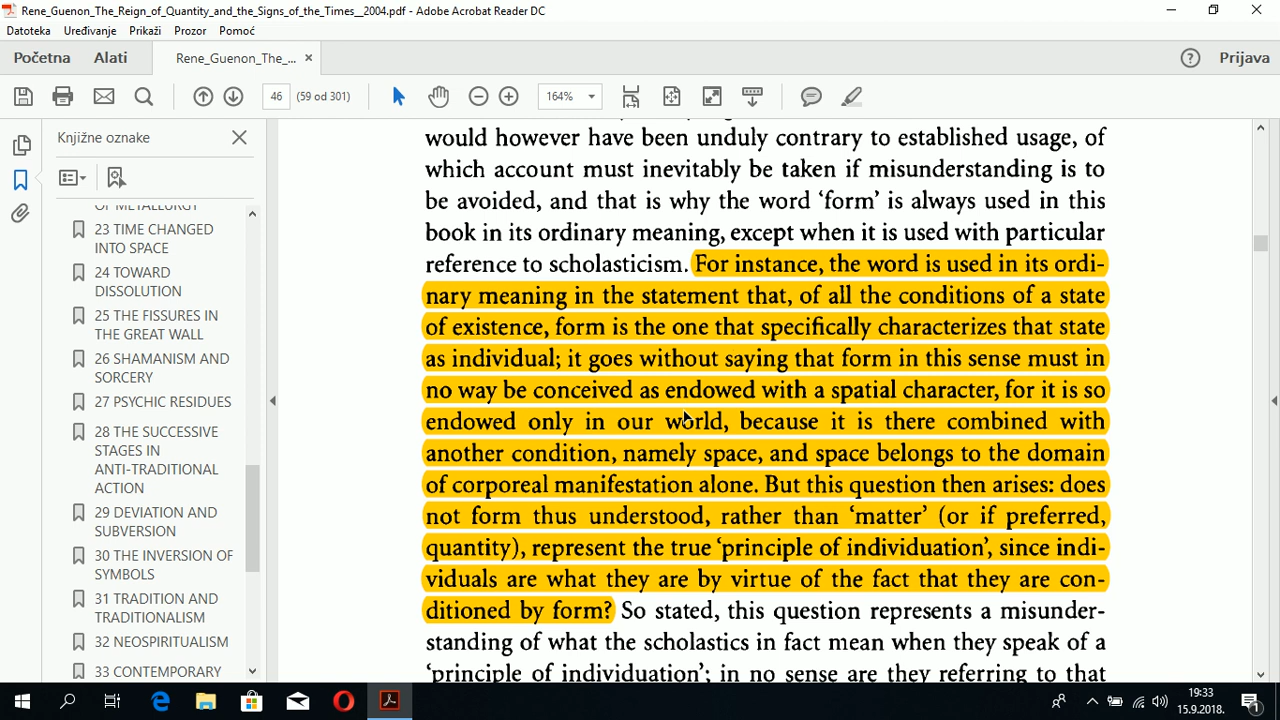 Rene_Guenon_The_Reign_of_Quantity_and_the_Signs_of_the_Times__2004.pdf - Adobe Acrobat Reader DC
Datoteka Uređivanje Prikaži Prozor Pomoć
Početna Alati Rene_Guenon_The_... × Prijava
46 (59 od 301) 164%
Knjižne oznake
OF METALLURGY
23 TIME CHANGED
INTO SPACE
24 TOWARD
DISSOLUTION
25 THE FISSURES IN
THE GREAT WALL
26 SHAMANISM AND
SORCERY
27 PSYCHIC RESIDUES
28 THE SUCCESSIVE
STAGES IN
ANTI-TRADITIONAL
ACTION
29 DEVIATION AND
SUBVERSION
30 THE INVERSION OF
SYMBOLS
31 TRADITION AND
TRADITIONALISM
32 NEOSPIRITUALISM
33 CONTEMPORARY
would however have been unduly contrary to established usage, of
which account must inevitably be taken if misunderstanding is to
be avoided, and that is why the word ‘form’ is always used in this
book in its ordinary meaning, except when it is used with particular
reference to scholasticism. For instance, the word is used in its ordi-
nary meaning in the statement that, of all the conditions of a state
of existence, form is the one that specifically characterizes that state
as individual; it goes without saying that form in this sense must in
no way be conceived as endowed with a spatial character, for it is so
endowed only in our world, because it is there combined with
another condition, namely space, and space belongs to the domain
of corporeal manifestation alone. But this question then arises: does
not form thus understood, rather than ‘matter’ (or if preferred,
quantity), represent the true ‘principle of individuation’, since indi-
viduals are what they are by virtue of the fact that they are con-
ditioned by form? So stated, this question represents a misunder-
standing of what the scholastics in fact mean when they speak of a
‘principle of individuation’; in no sense are they referring to that
19:33
15.9.2018.
1